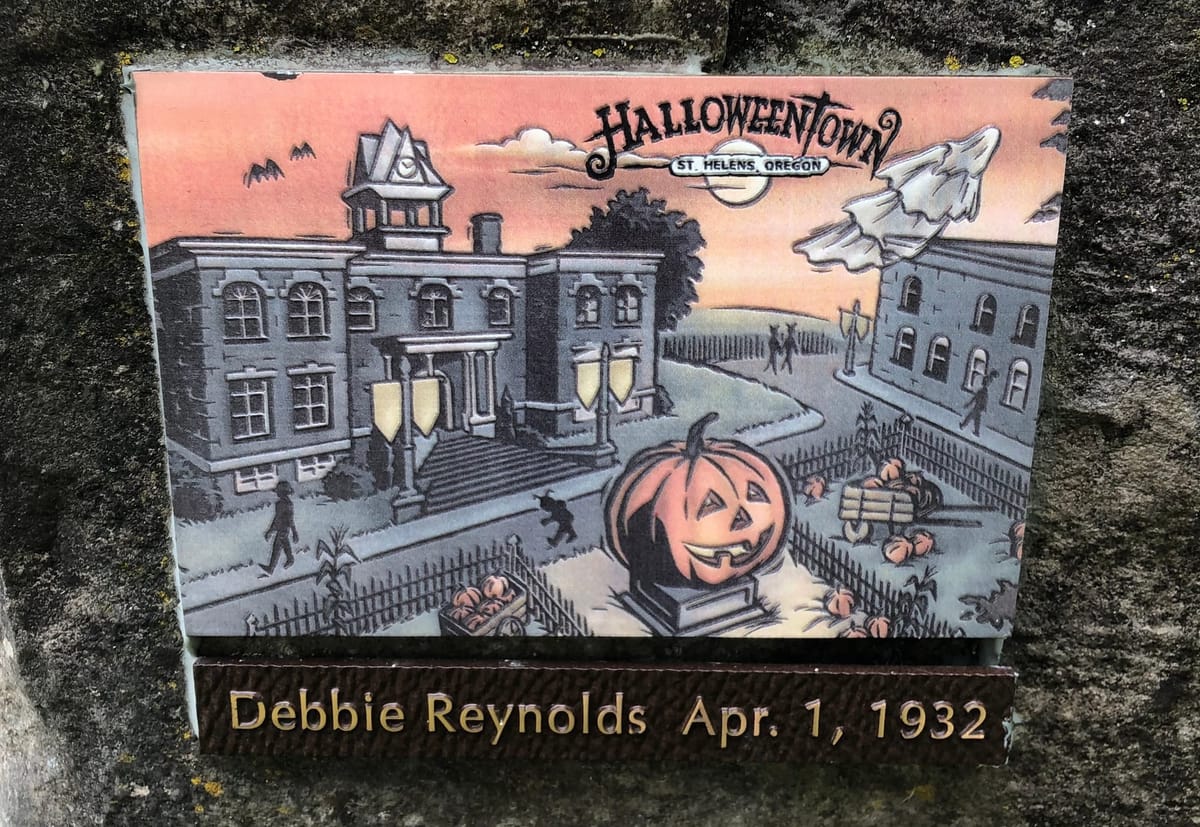 HALLOWEENTOWN
ST. HELENS, OREGON
Debbie Reynolds Apr. 1, 1932